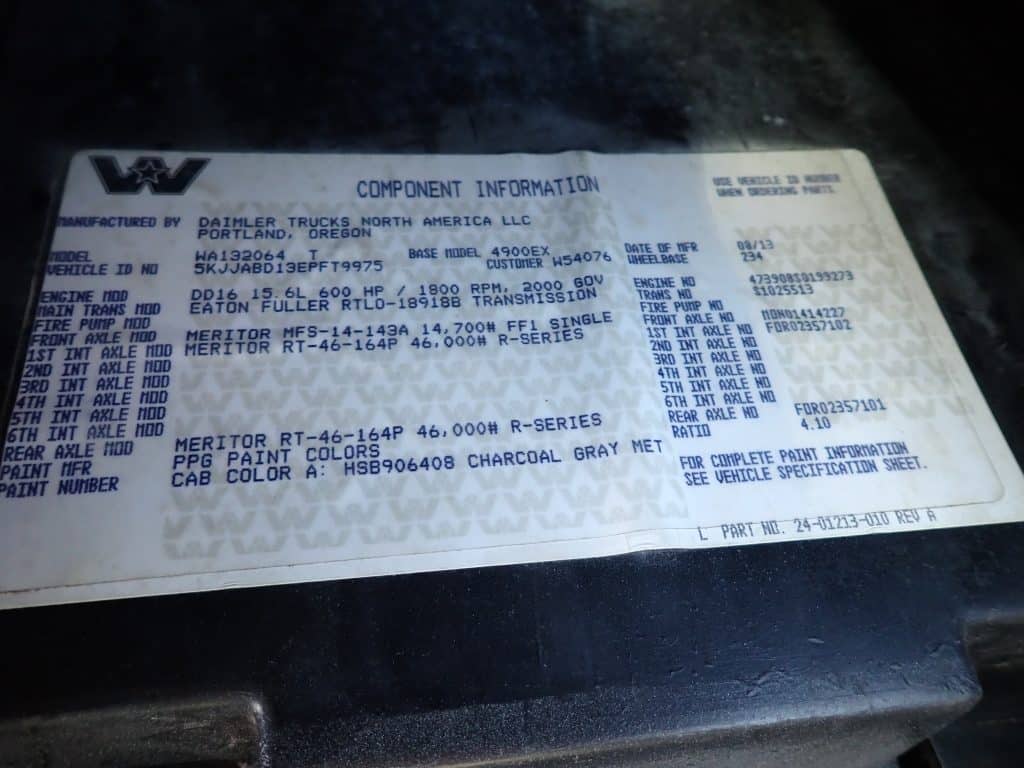 COMPONENT INFORMATION
USE VEHICLE ID NUMBER
WHEN ORDERING PARTS.
MANUFACTURED BY DAIMLER TRUCKS NORTH AMERICA LLC
PORTLAND, OREGON
MODEL WA132064 T BASE MODEL 4900EX DATE OF MFR 08/13
VEHICLE ID NO 5KJJABD13EPFT9975 CUSTOMER W54076 WHEELBASE 234
ENGINE MOD DD16 15.6L 600 HP / 1800 RPM, 2000 GOV ENGINE NO 473908S0199273
MAIN TRANS MOD EATON FULLER RTLO-18918B TRANSMISSION TRANS NO S1025513
FIRE PUMP MOD FIRE PUMP NO
FRONT AXLE MOD MERITOR MFS-14-143A 14,700# FF1 SINGLE FRONT AXLE NO MON01414227
1ST INT AXLE MOD MERITOR RT-46-164P 46,000# R-SERIES 1ST INT AXLE NO FOR02357102
2ND INT AXLE MOD 2ND INT AXLE NO
3RD INT AXLE MOD 3RD INT AXLE NO
4TH INT AXLE MOD 4TH INT AXLE NO
5TH INT AXLE MOD 5TH INT AXLE NO
6TH INT AXLE MOD 6TH INT AXLE NO
REAR AXLE MOD MERITOR RT-46-164P 46,000# R-SERIES REAR AXLE NO FOR02357101
RATIO 4.10
PAINT MFR PPG PAINT COLORS
PAINT NUMBER CAB COLOR A: HSB906408 CHARCOAL GRAY MET
FOR COMPLETE PAINT INFORMATION
SEE VEHICLE SPECIFICATION SHEET.
L PART NO. 24-01213-010 REV A